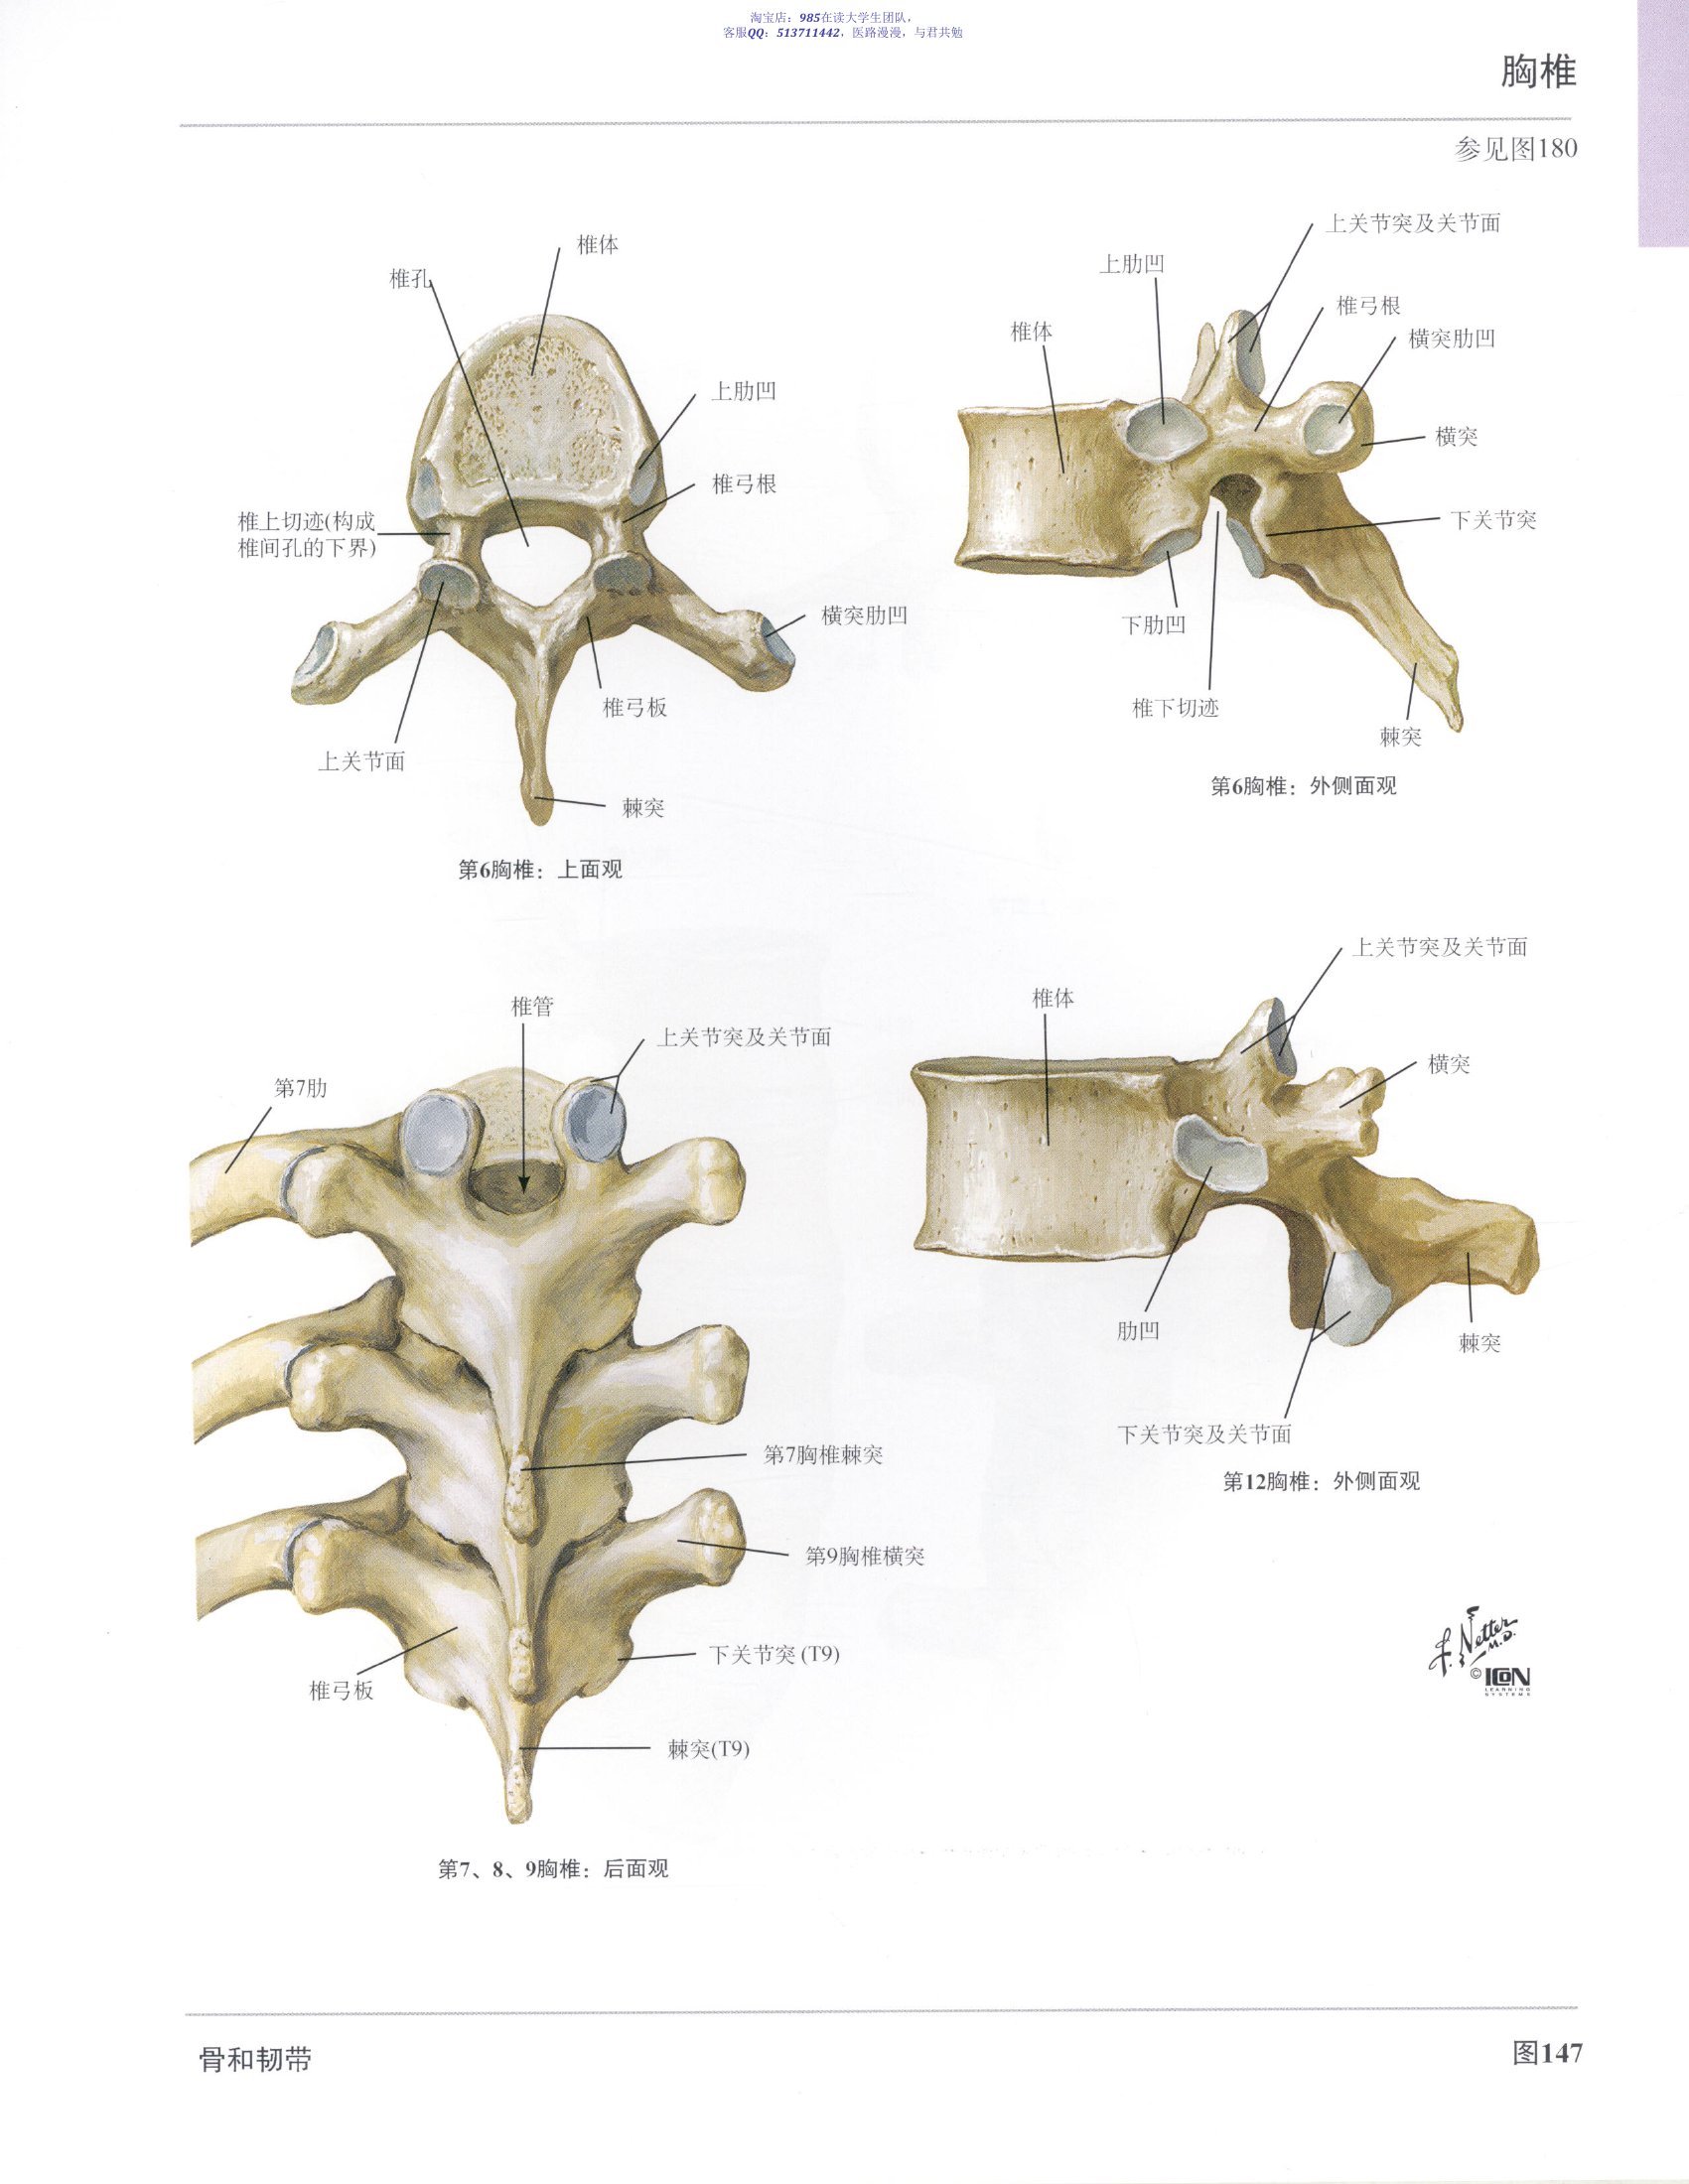 淘宝店：985在读大学生团队，
客服QQ：513711442，医路漫漫，与君共勉
胸椎
参见图180
椎体
椎孔
上肋凹
椎弓根
椎上切迹(构成
椎间孔的下界)
横突肋凹
椎弓板
上关节面
棘突
第6胸椎：上面观
上关节突及关节面
上肋凹
椎弓根
椎体
横突肋凹
横突
下关节突
下肋凹
椎下切迹
棘突
第6胸椎：外侧面观
椎管
上关节突及关节面
第7肋
第7胸椎棘突
第9胸椎横突
下关节突(T9)
椎弓板
棘突(T9)
第7、8、9胸椎：后面观
上关节突及关节面
椎体
横突
肋凹
棘突
下关节突及关节面
第12胸椎：外侧面观
F. Netter
M.D.
© ICON
LEARNING
SYSTEMS
骨和韧带
图147